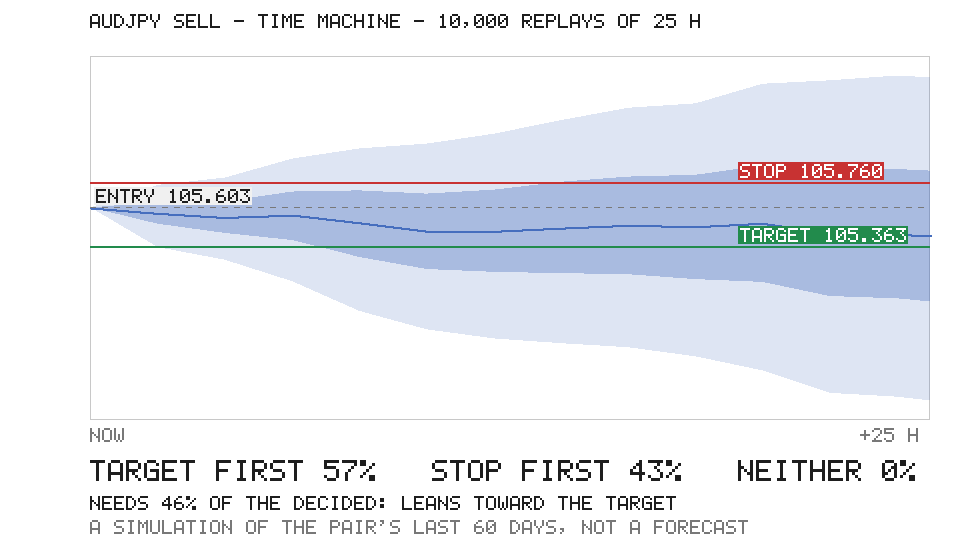 AUDJPY SELL - TIME MACHINE - 10,000 REPLAYS OF 25 H
STOP 105.760
ENTRY 105.603
TARGET 105.363
NOW +25 H
TARGET FIRST 57% STOP FIRST 43% NEITHER 0%
NEEDS 46% OF THE DECIDED: LEANS TOWARD THE TARGET
A SIMULATION OF THE PAIR'S LAST 60 DAYS, NOT A FORECAST